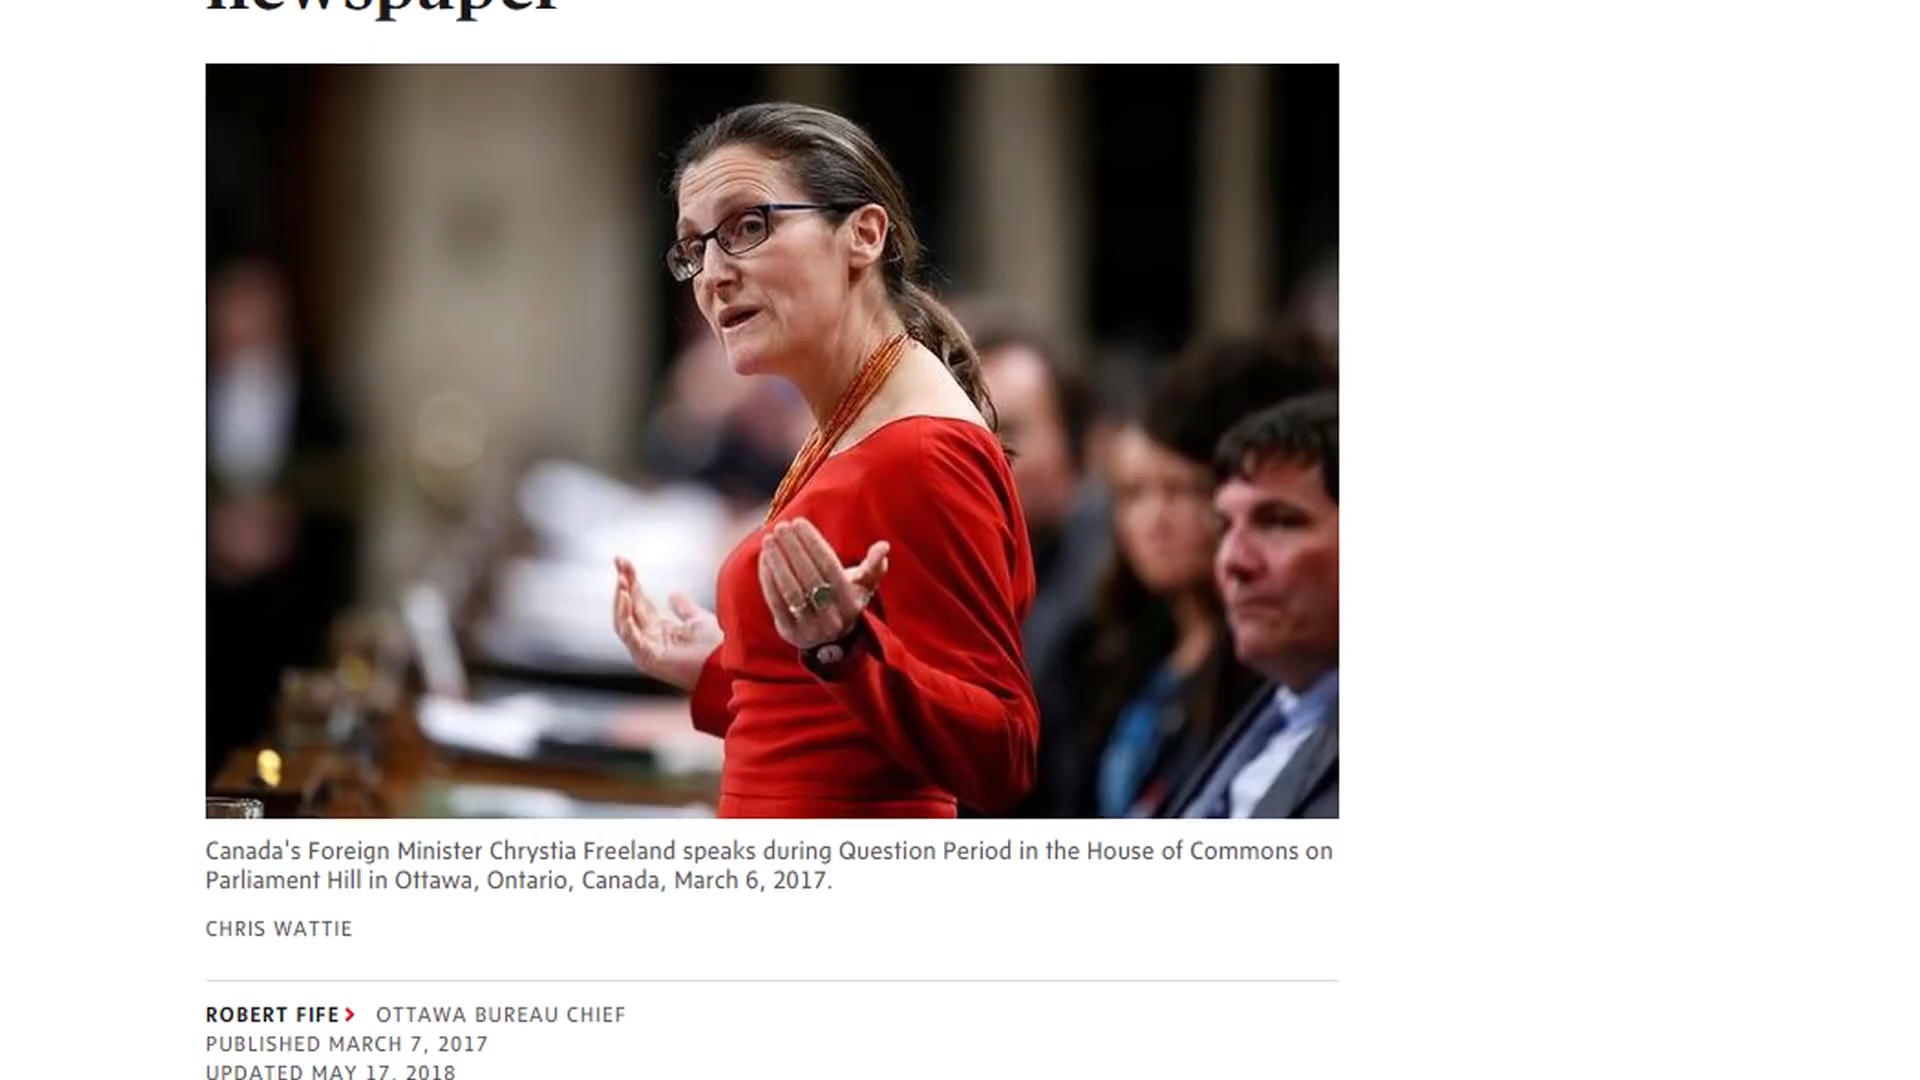 newspaper
Canada's Foreign Minister Chrystia Freeland speaks during Question Period in the House of Commons on
Parliament Hill in Ottawa, Ontario, Canada, March 6, 2017.
CHRIS WATTIE
ROBERT FIFE > OTTAWA BUREAU CHIEF
PUBLISHED MARCH 7, 2017
UPDATED MAY 17, 2018